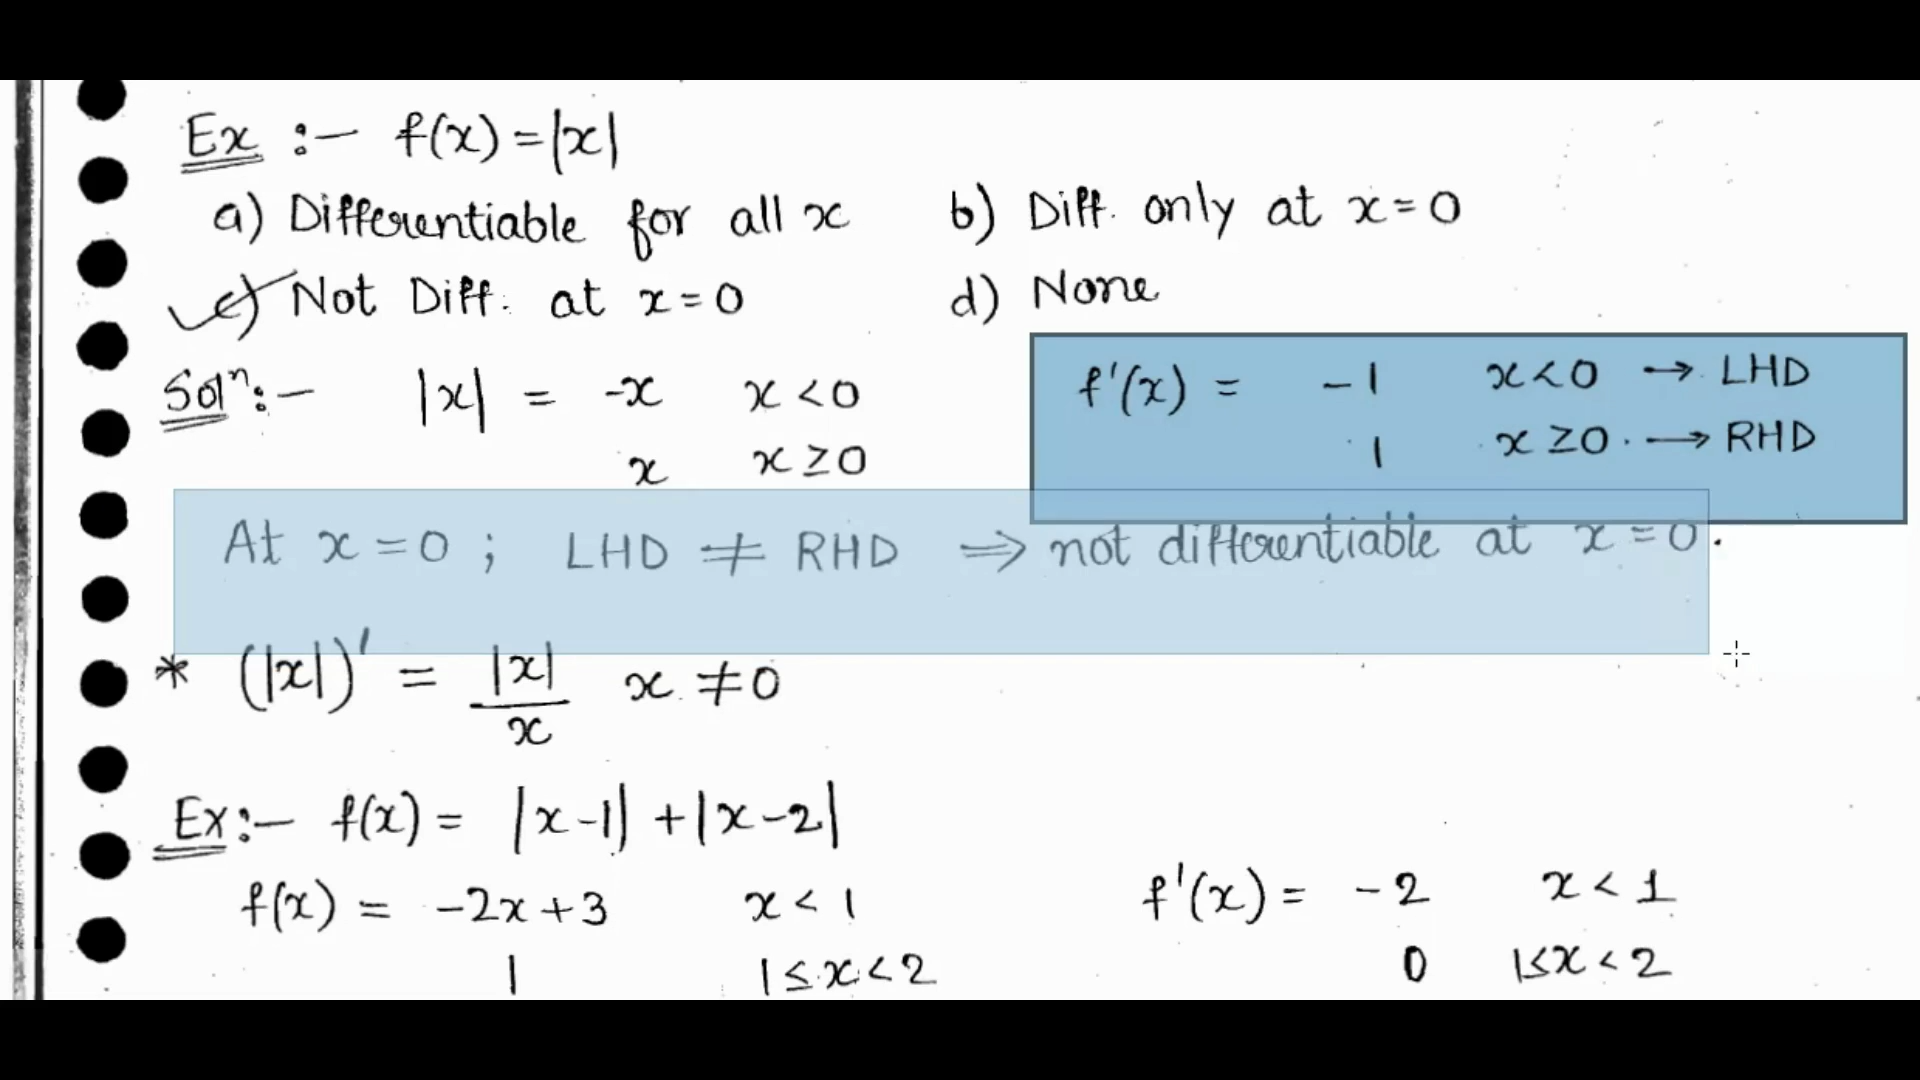 Ex :- f(x) = |x|
a) Differentiable for all x b) Diff. only at x = 0
c) Not Diff. at x = 0 d) None
Solⁿ :- |x| = -x x < 0 f'(x) = -1 x < 0 → LHD
x x ≥ 0 1 x ≥ 0 → RHD
At x = 0 ; LHD ≠ RHD ⇒ not differentiable at x = 0.
* (|x|)' = |x|/x x ≠ 0
Ex :- f(x) = |x-1| + |x-2|
f(x) = -2x+3 x < 1 f'(x) = -2 x < 1
1 1 ≤ x < 2 0 1 ≤ x < 2